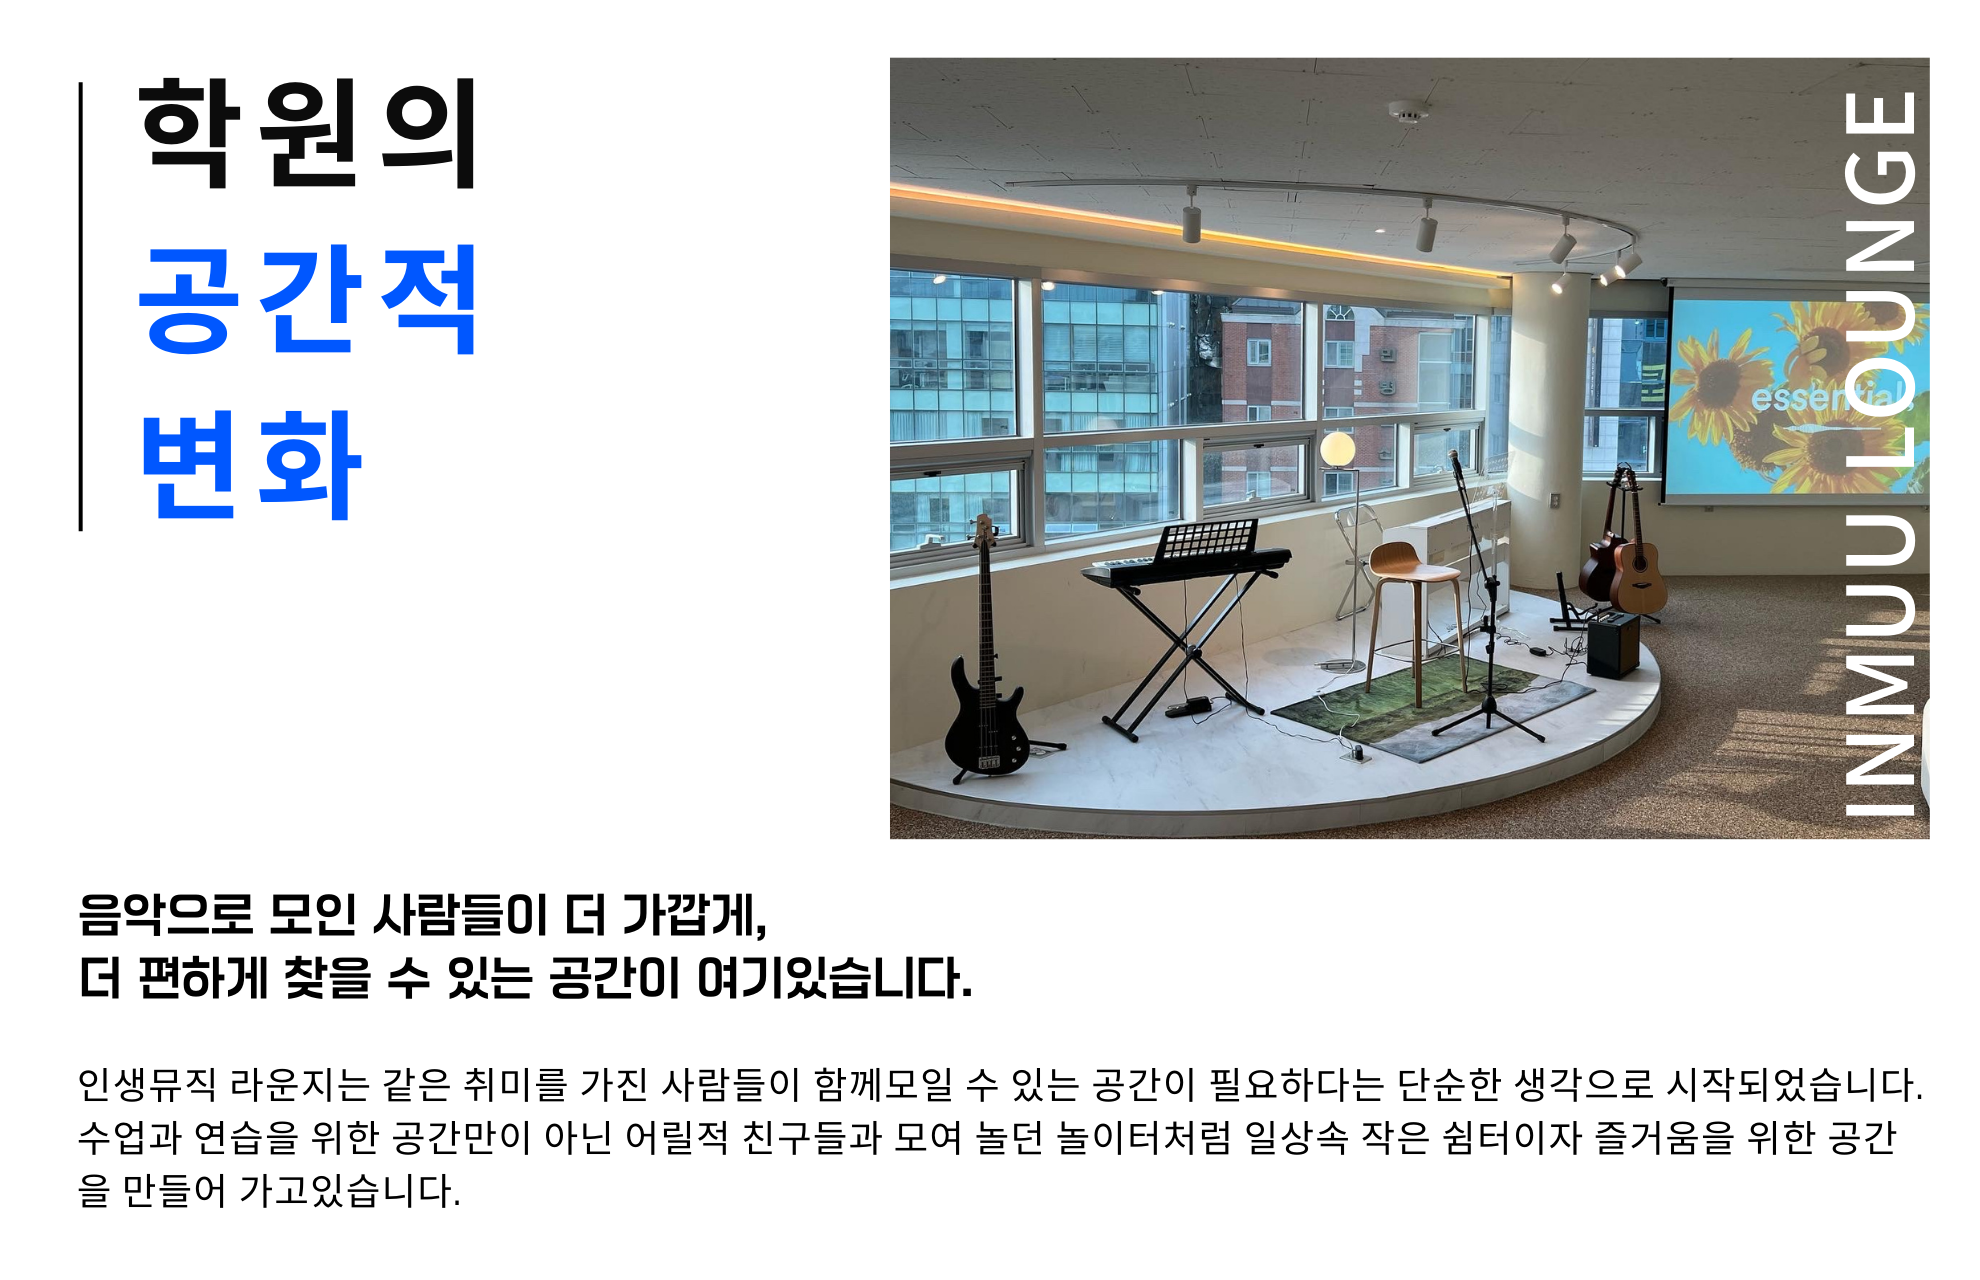 학원의
공간적
변화
INMUU LOUNGE
essential;
음악으로 모인 사람들이 더 가깝게,
더 편하게 찾을 수 있는 공간이 여기있습니다.
인생뮤직 라운지는 같은 취미를 가진 사람들이 함께모일 수 있는 공간이 필요하다는 단순한 생각으로 시작되었습니다.
수업과 연습을 위한 공간만이 아닌 어릴적 친구들과 모여 놀던 놀이터처럼 일상속 작은 쉼터이자 즐거움을 위한 공간
을 만들어 가고있습니다.